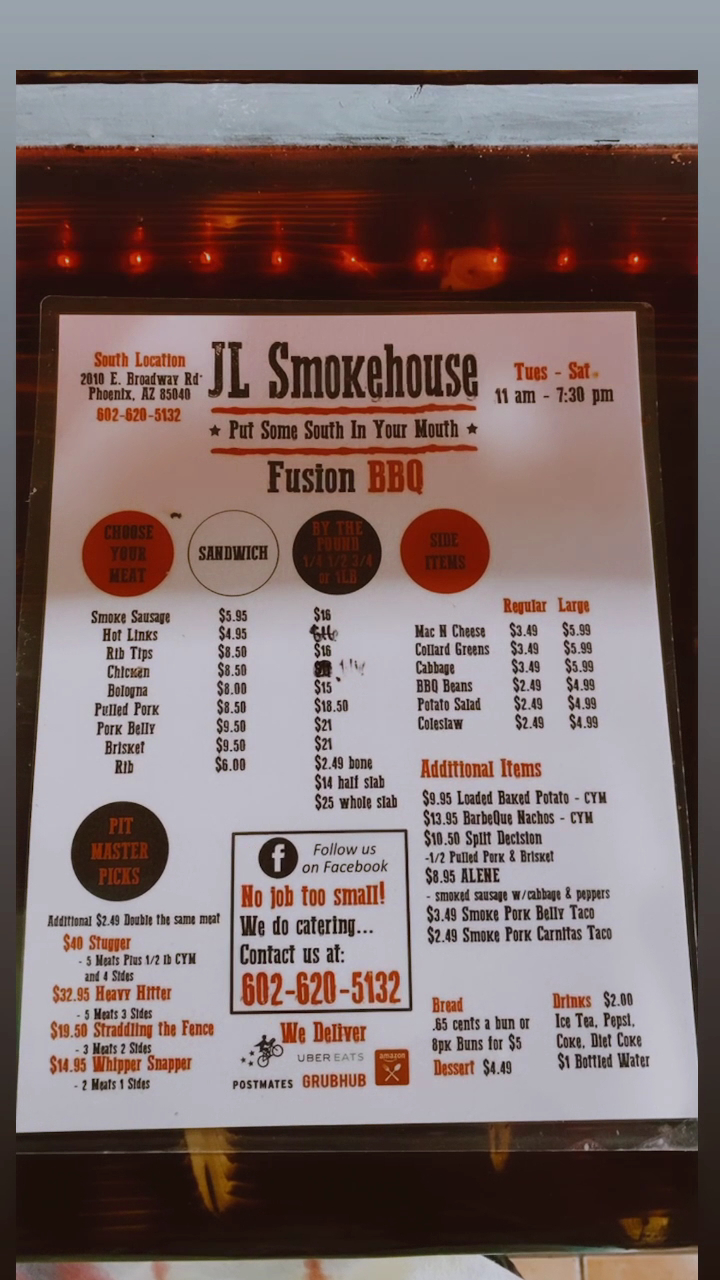 South Location
2010 E. Broadway Rd
Phoenix, AZ 85040
602-620-5132
JL Smokehouse
Put Some South In Your Mouth
Fusion BBQ
Tues - Sat
11 am - 7:30 pm
CHOOSE
YOUR
MEAT
SANDWICH
BY THE
POUND
1/4 1/2 3/4
or 1LB
SIDE
ITEMS
Smoke Sausage $5.95 $16
Hot Links $4.95
Rib Tips $8.50 $16
Chicken $8.50
Bologna $8.00 $15
Pulled Pork $8.50 $18.50
Pork Belly $9.50 $21
Brisket $9.50 $21
Rib $6.00 $2.49 bone
$14 half slab
$25 whole slab
Regular Large
Mac N Cheese $3.49 $5.99
Collard Greens $3.49 $5.99
Cabbage $3.49 $5.99
BBQ Beans $2.49 $4.99
Potato Salad $2.49 $4.99
Coleslaw $2.49 $4.99
Additional Items
$9.95 Loaded Baked Potato - CYM
$13.95 BarbeQue Nachos - CYM
$10.50 Split Decision
-1/2 Pulled Pork & Brisket
$8.95 ALENE
- smoked sausage w/cabbage & peppers
$3.49 Smoke Pork Belly Taco
$2.49 Smoke Pork Carnitas Taco
PIT
MASTER
PICKS
Additional $2.49 Double the same meat
$40 Stugger
- 5 Meats Plus 1/2 lb CYM
and 4 Sides
$32.95 Heavy Hitter
- 5 Meats 3 Sides
$19.50 Straddling the Fence
- 3 Meats 2 Sides
$14.95 Whipper Snapper
- 2 Meats 1 Sides
f
Follow us
on Facebook
No job too small!
We do catering...
Contact us at:
602-620-5132
We Deliver
UBER EATS
POSTMATES GRUBHUB
amazon
Bread
.65 cents a bun or
8pk Buns for $5
Dessert $4.49
Drinks $2.00
Ice Tea, Pepsi,
Coke, Diet Coke
$1 Bottled Water